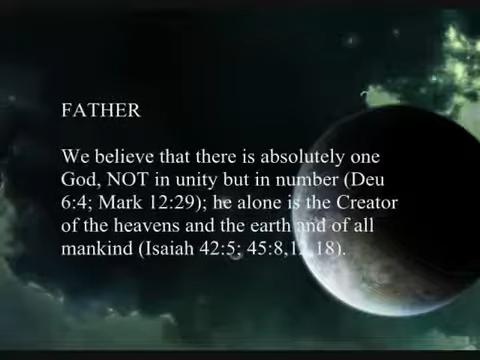 FATHER
We believe that there is absolutely one
God, NOT in unity but in number (Deu
6:4; Mark 12:29); he alone is the Creator
of the heavens and the earth and of all
mankind (Isaiah 42:5; 45:8,12,18).